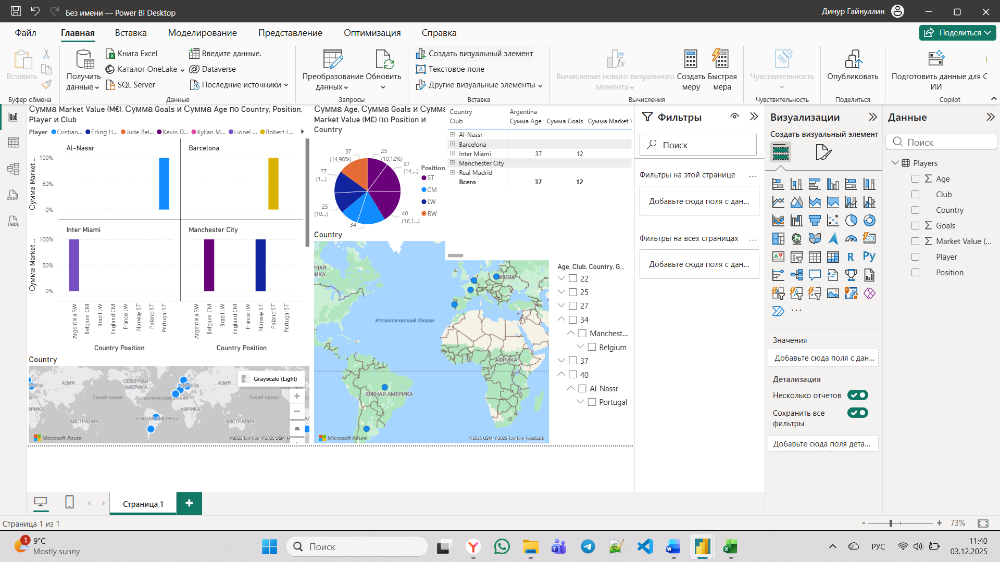 Без имени — Power BI Desktop
Динур Гайнуллин
Файл
Главная
Вставка
Моделирование
Представление
Оптимизация
Справка
Поделиться
Вставить
Буфер обмена
Получить данные
Книга Excel
Каталог OneLake
SQL Server
Введите данные.
Dataverse
Последние источники
Данные
Преобразование данных
Обновить
Запросы
Создать визуальный элемент
Текстовое поле
Другие визуальные элементы
Вставка
Вычисление нового визуального элемента
Создать меру
Быстрая мера
Вычисления
Чувствительность
Чувствительность
Опубликовать
Поделиться
Подготовить данные для С
ИИ
Copilot
DAX
TMDL
Сумма Market Value (M€), Сумма Goals и Сумма Age по Country, Position,
Player и Club
Player Cristian... Erling H... Jude Bel... Kevin D... Kylian M... Lionel ... Robert L...
Al-Nassr
Barcelona
Сумма Market ...
100%
50%
0%
Inter Miami
Manchester City
Сумма Market ...
100%
50%
0%
Argentina RW
Belgium CM
Brazil LW
England CM
France LW
Norway ST
Poland ST
Portugal ST
Argentina RW
Belgium CM
Brazil LW
England CM
France LW
Norway ST
Poland ST
Portugal ST
Country Position
Country Position
Сумма Age, Сумма Goals и Сумма
Market Value (M€) по Position и
Country
37
(14,98%)
25
(10,12%)
37
(14,...)
27
(1...)
25
(10...)
34
40
(16,1...)
Position
ST
CM
LW
RW
Country
Argentina
Club
Сумма Age
Сумма Goals
Сумма Market
Al-Nassr
Barcelona
Inter Miami 37 12
Manchester City
Real Madrid
Всего 37 12
Country
Атлантический Океан
АФРИКА
ЮЖНАЯ АМЕРИКА
Microsoft Azure
©2025 OSM ©2025 TomTom Feedback
Country
Grayscale (Light)
АЗИЯ
СЕВЕРНАЯ АМЕРИКА
ЕВРОПА
АЗИЯ
Тихий океан
Атлантический Океан
Тихий океан
АВСТРАЛИЯ
ЮЖНАЯ АМЕРИКА
АФРИКА
АВСТРАЛИЯ
Microsoft Azure
©2025 TomTom ©2025 OSM
Age, Club, Country, G...
22
25
27
34
Manchest...
Belgium
37
40
Al-Nassr
Portugal
Фильтры
Поиск
Фильтры на этой странице ...
Добавьте сюда поля с дан...
Фильтры на всех страницах ...
Добавьте сюда поля с дан...
Визуализации
Создать визуальный элемент
123
R
Py
...
Значения
Добавьте сюда поля с дан...
Детализация
Несколько отчетов
Сохранить все
фильтры
Добавьте сюда поля дета...
Данные
Поиск
Players
Age
Club
Country
Goals
Market Value (...
Player
Position
Страница 1
Страница 1 из 1
- + 73%
1
9°C
Mostly sunny
Поиск
РУС
11:40
03.12.2025